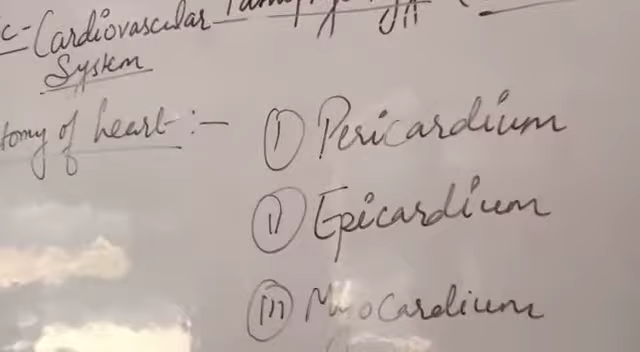 c- Cardiovascular
System
tomy of heart :-
(I) Pericardium
(II) Epicardium
(III) Myocardium